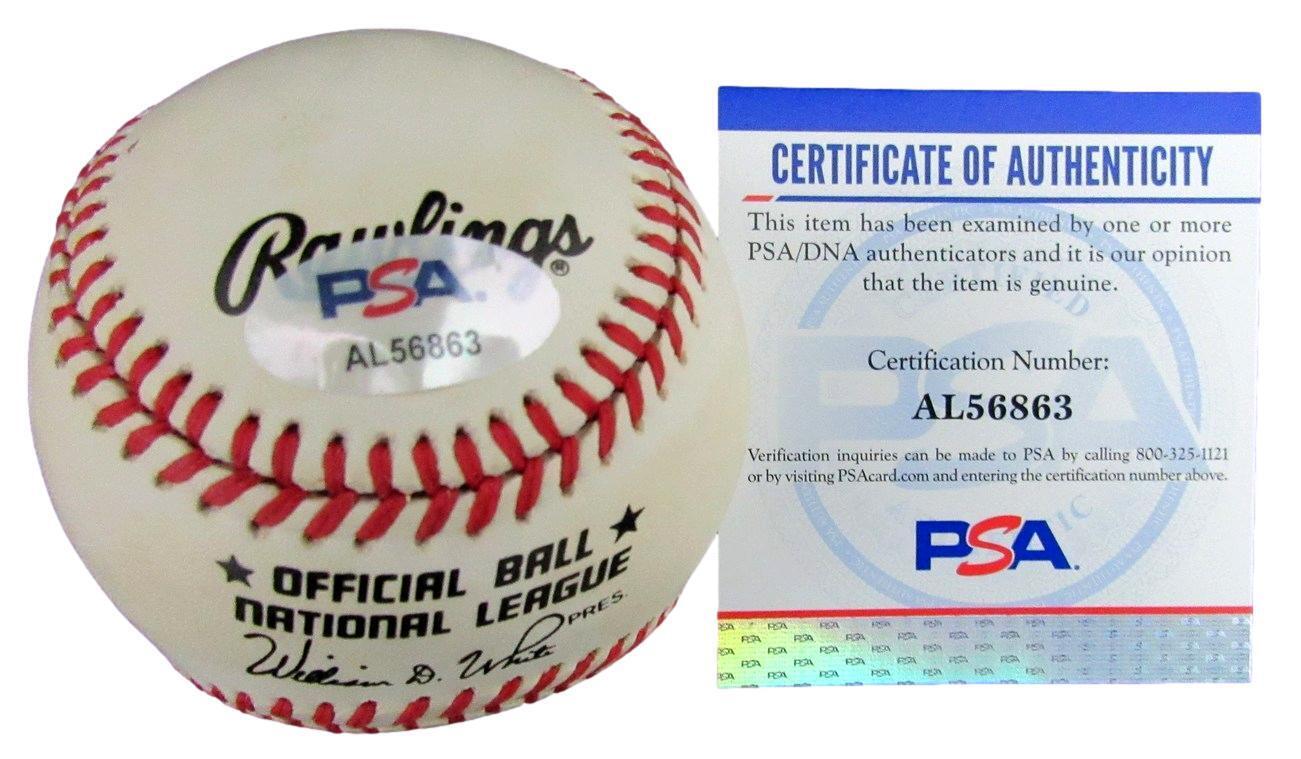 Rawlings®
PSA.
AL56863
★ OFFICIAL BALL ★
NATIONAL LEAGUE
William D. White PRES.
CERTIFICATE OF AUTHENTICITY
This item has been examined by one or more
PSA/DNA authenticators and it is our opinion
that the item is genuine.
Certification Number:
AL56863
Verification inquiries can be made to PSA by calling 800-325-1121
or by visiting PSAcard.com and entering the certification number above.
PSA.